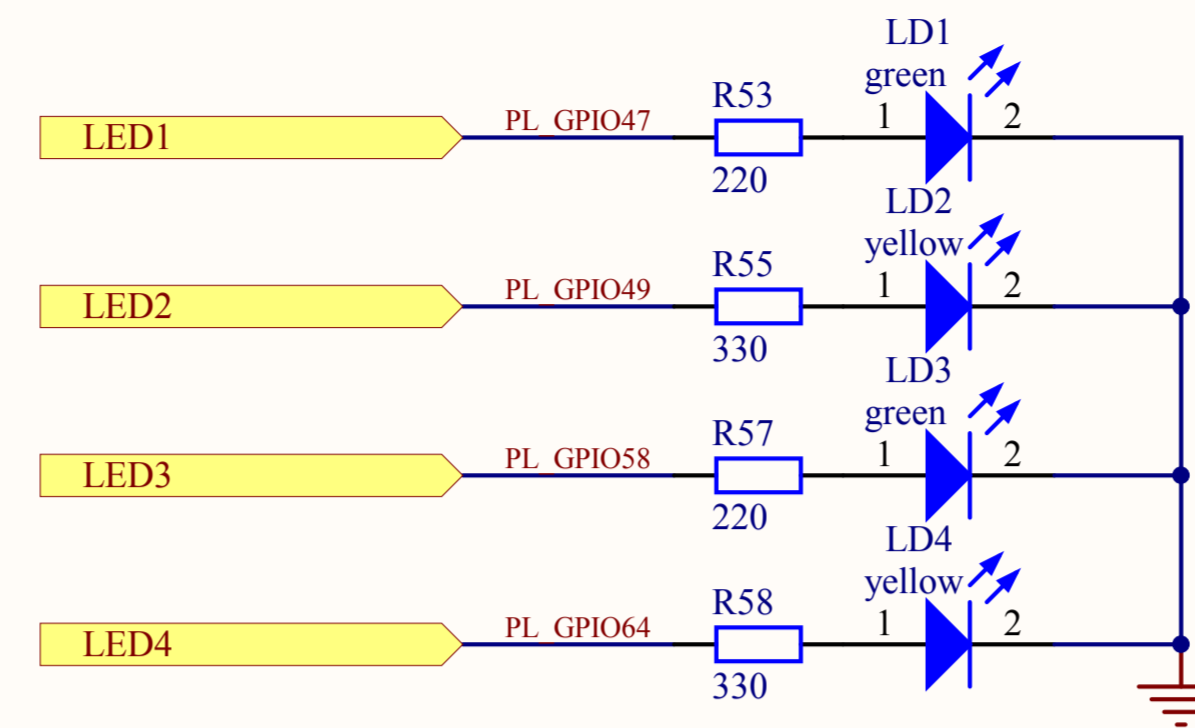 LD1
green
R53
PL_GPIO47
1
2
LED1
220
LD2
yellow
R55
PL_GPIO49
1
2
LED2
330
LD3
green
R57
PL_GPIO58
1
2
LED3
220
LD4
yellow
R58
PL_GPIO64
1
2
LED4
330